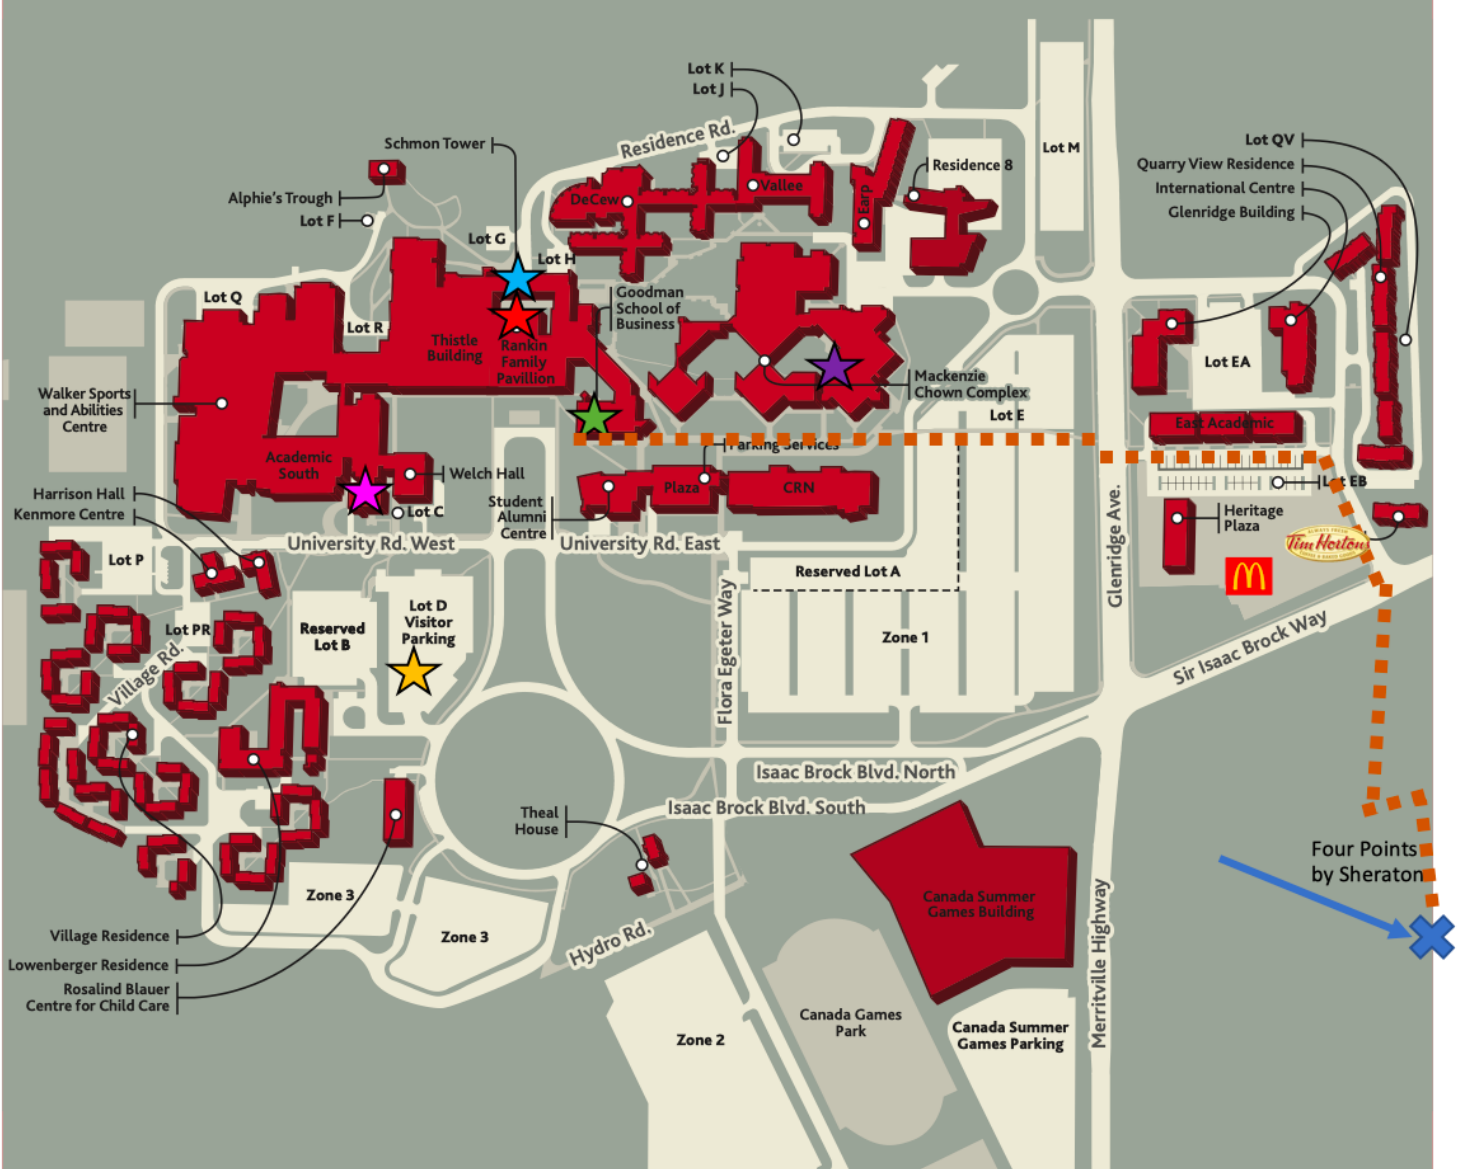 Lot K
Lot J
Residence Rd.
Schmon Tower
Lot M
Lot QV
Quarry View Residence
International Centre
Glenridge Building
Residence 8
Alphie's Trough
Lot F
DeCew
Vallee
Earp
Lot G
Lot H
Lot Q
Lot R
Goodman
School of
Business
Thistle
Building
Rankin
Family
Pavillion
Lot EA
Mackenzie
Chown Complex
Lot E
Walker Sports
and Abilities
Centre
East Academic
Parking Services
Academic
South
Welch Hall
Plaza
CRN
Lot EB
Harrison Hall
Kenmore Centre
Lot C
Student
Alumni
Centre
Heritage
Plaza
ALWAYS FRESH
Tim Hortons
University Rd. West
University Rd. East
Lot P
Reserved Lot A
Glenridge Ave.
Lot D
Visitor
Parking
Reserved
Lot B
Lot PR
Village Rd.
Zone 1
Flora Egeter Way
Sir Isaac Brock Way
Isaac Brock Blvd. North
Isaac Brock Blvd. South
Theal
House
Four Points
by Sheraton
Zone 3
Canada Summer
Games Building
Village Residence
Zone 3
Hydro Rd.
Merritville Highway
Lowenberger Residence
Rosalind Blauer
Centre for Child Care
Canada Games
Park
Zone 2
Canada Summer
Games Parking